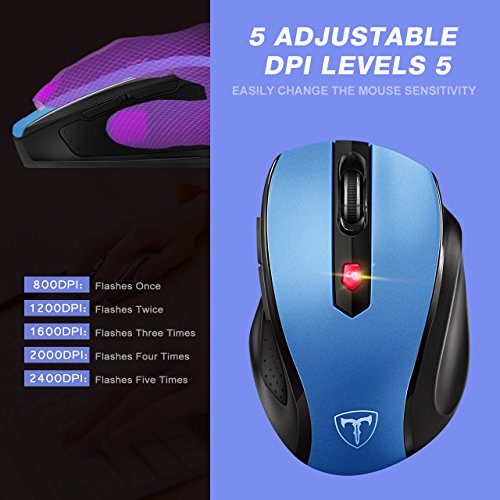 5 ADJUSTABLE
DPI LEVELS 5
EASILY CHANGE THE MOUSE SENSITIVITY
800DPI: Flashes Once
1200DPI: Flashes Twice
1600DPI: Flashes Three Times
2000DPI: Flashes Four Times
2400DPI: Flashes Five Times